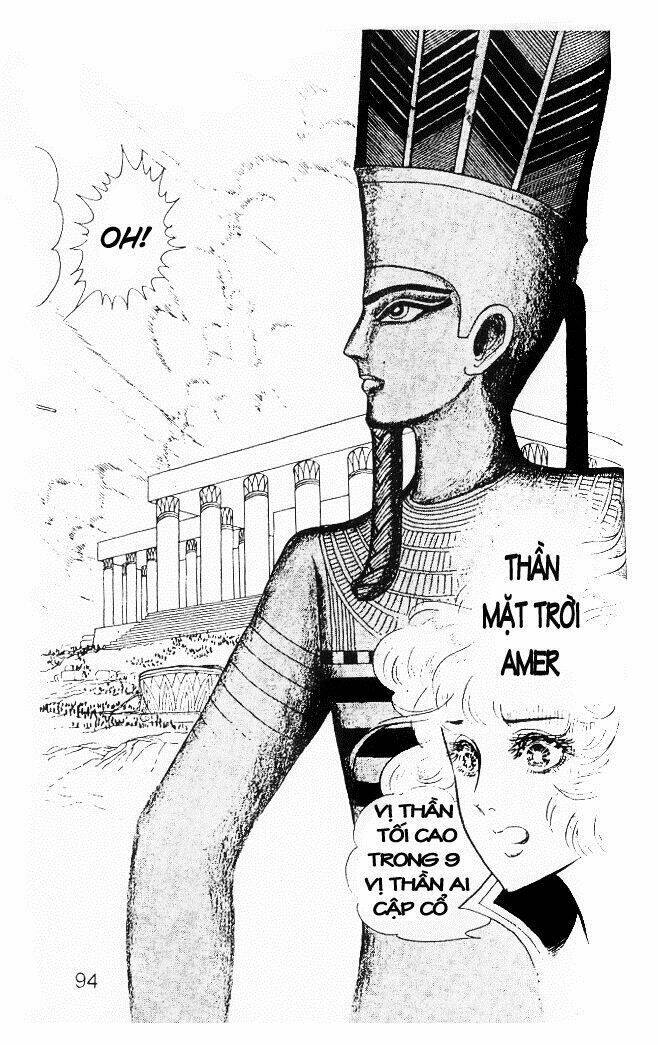 OH!
THẦN
MẶT TRỜI
AMER
VỊ THẦN
TỐI CAO
TRONG 9
VỊ THẦN AI
CẬP CỔ
94